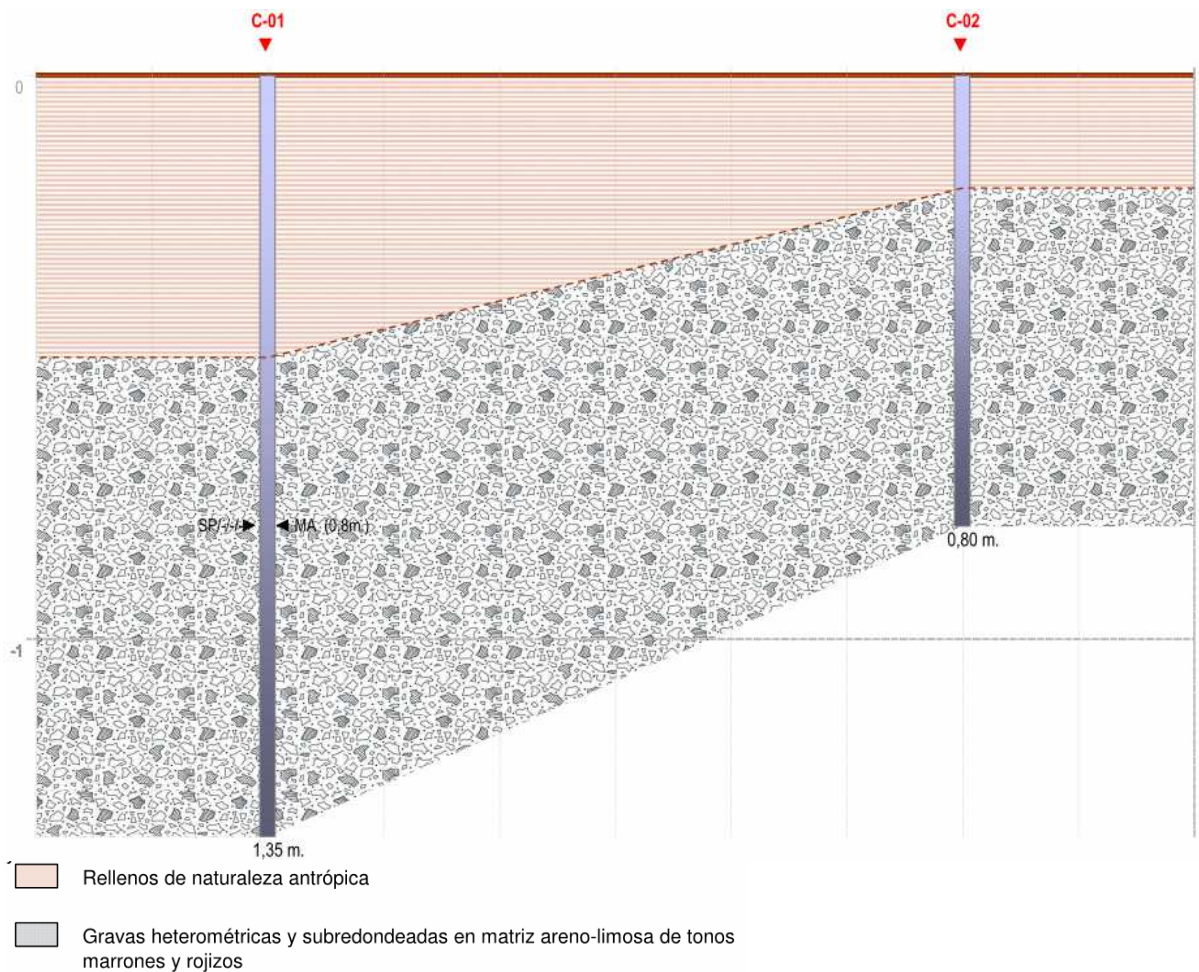 C-01 C-02
0
SP/-/-/- MA (0,8m.)
0,80 m.
-1
1,35 m.
Rellenos de naturaleza antrópica
Gravas heterométricas y subredondeadas en matriz areno-limosa de tonos
marrones y rojizos